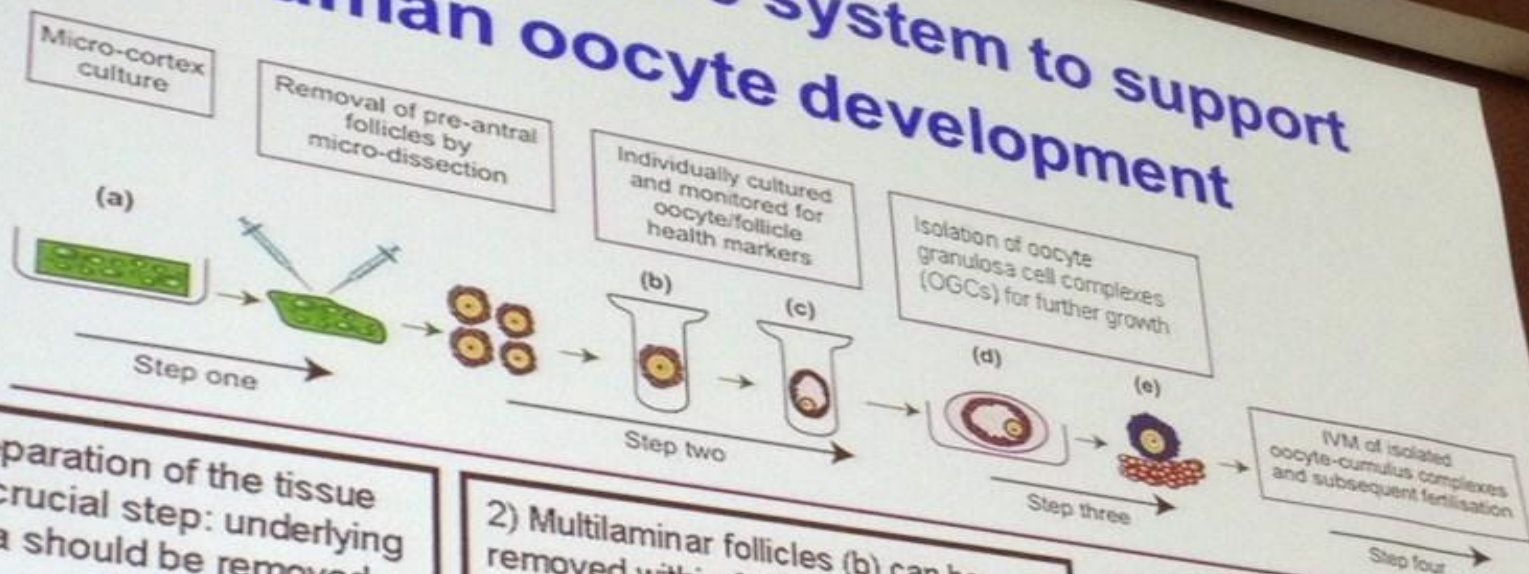 system to support
oocyte development
Micro-cortex
culture
Removal of pre-antral
follicles by
micro-dissection
Individually cultured
and monitored for
oocyte/follicle
health markers
Isolation of oocyte
granulosa cell complexes
(OGCs) for further growth
(a)
(b)
(c)
(d)
(e)
IVM of isolated
oocyte-cumulus complexes
and subsequent fertilisation
Step one
Step two
Step three
Step four
of the tissue
crucial step: underlying
should be removed
2) Multilaminar follicles (b) can
removed